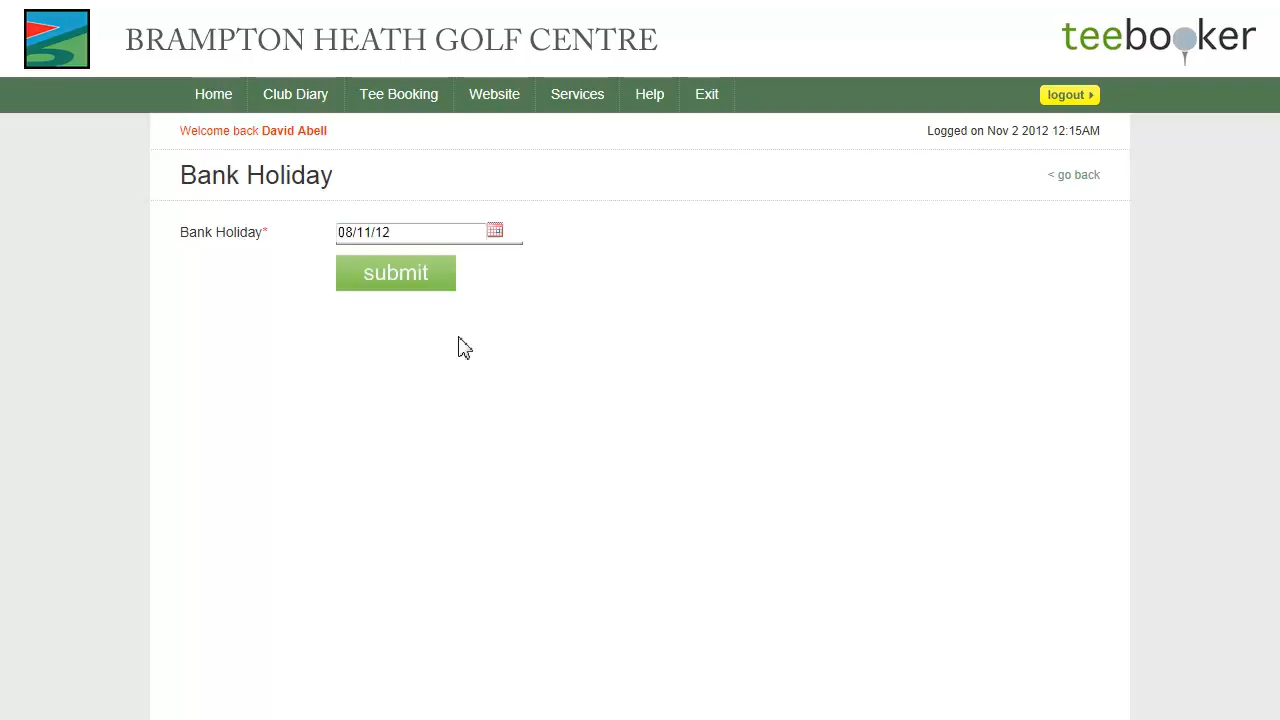 BRAMPTON HEATH GOLF CENTRE
teebooker
Home Club Diary Tee Booking Website Services Help Exit logout
Welcome back David Abell Logged on Nov 2 2012 12:15AM
Bank Holiday < go back
Bank Holiday* 08/11/12
submit